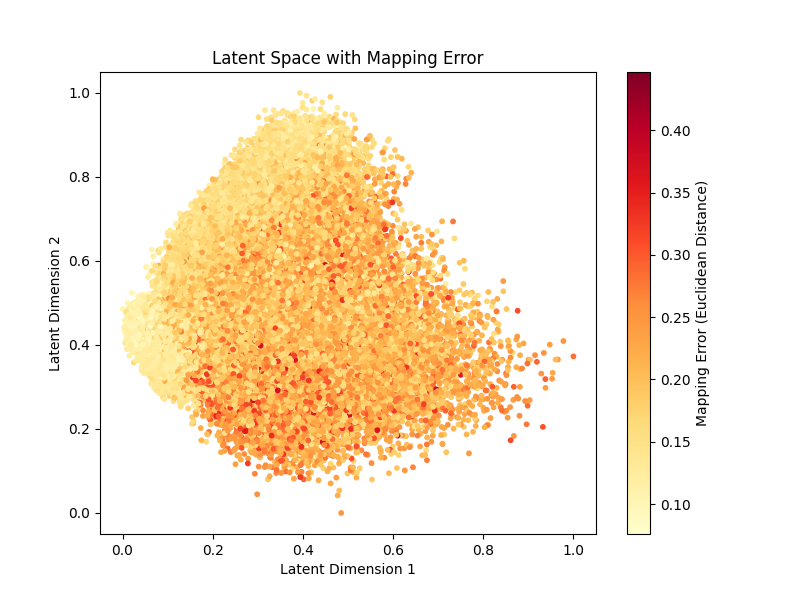 Latent Space with Mapping Error
1.0
0.8
0.6
0.4
0.2
0.0
Latent Dimension 2
0.0 0.2 0.4 0.6 0.8 1.0
Latent Dimension 1
0.40
0.35
0.30
0.25
0.20
0.15
0.10
Mapping Error (Euclidean Distance)